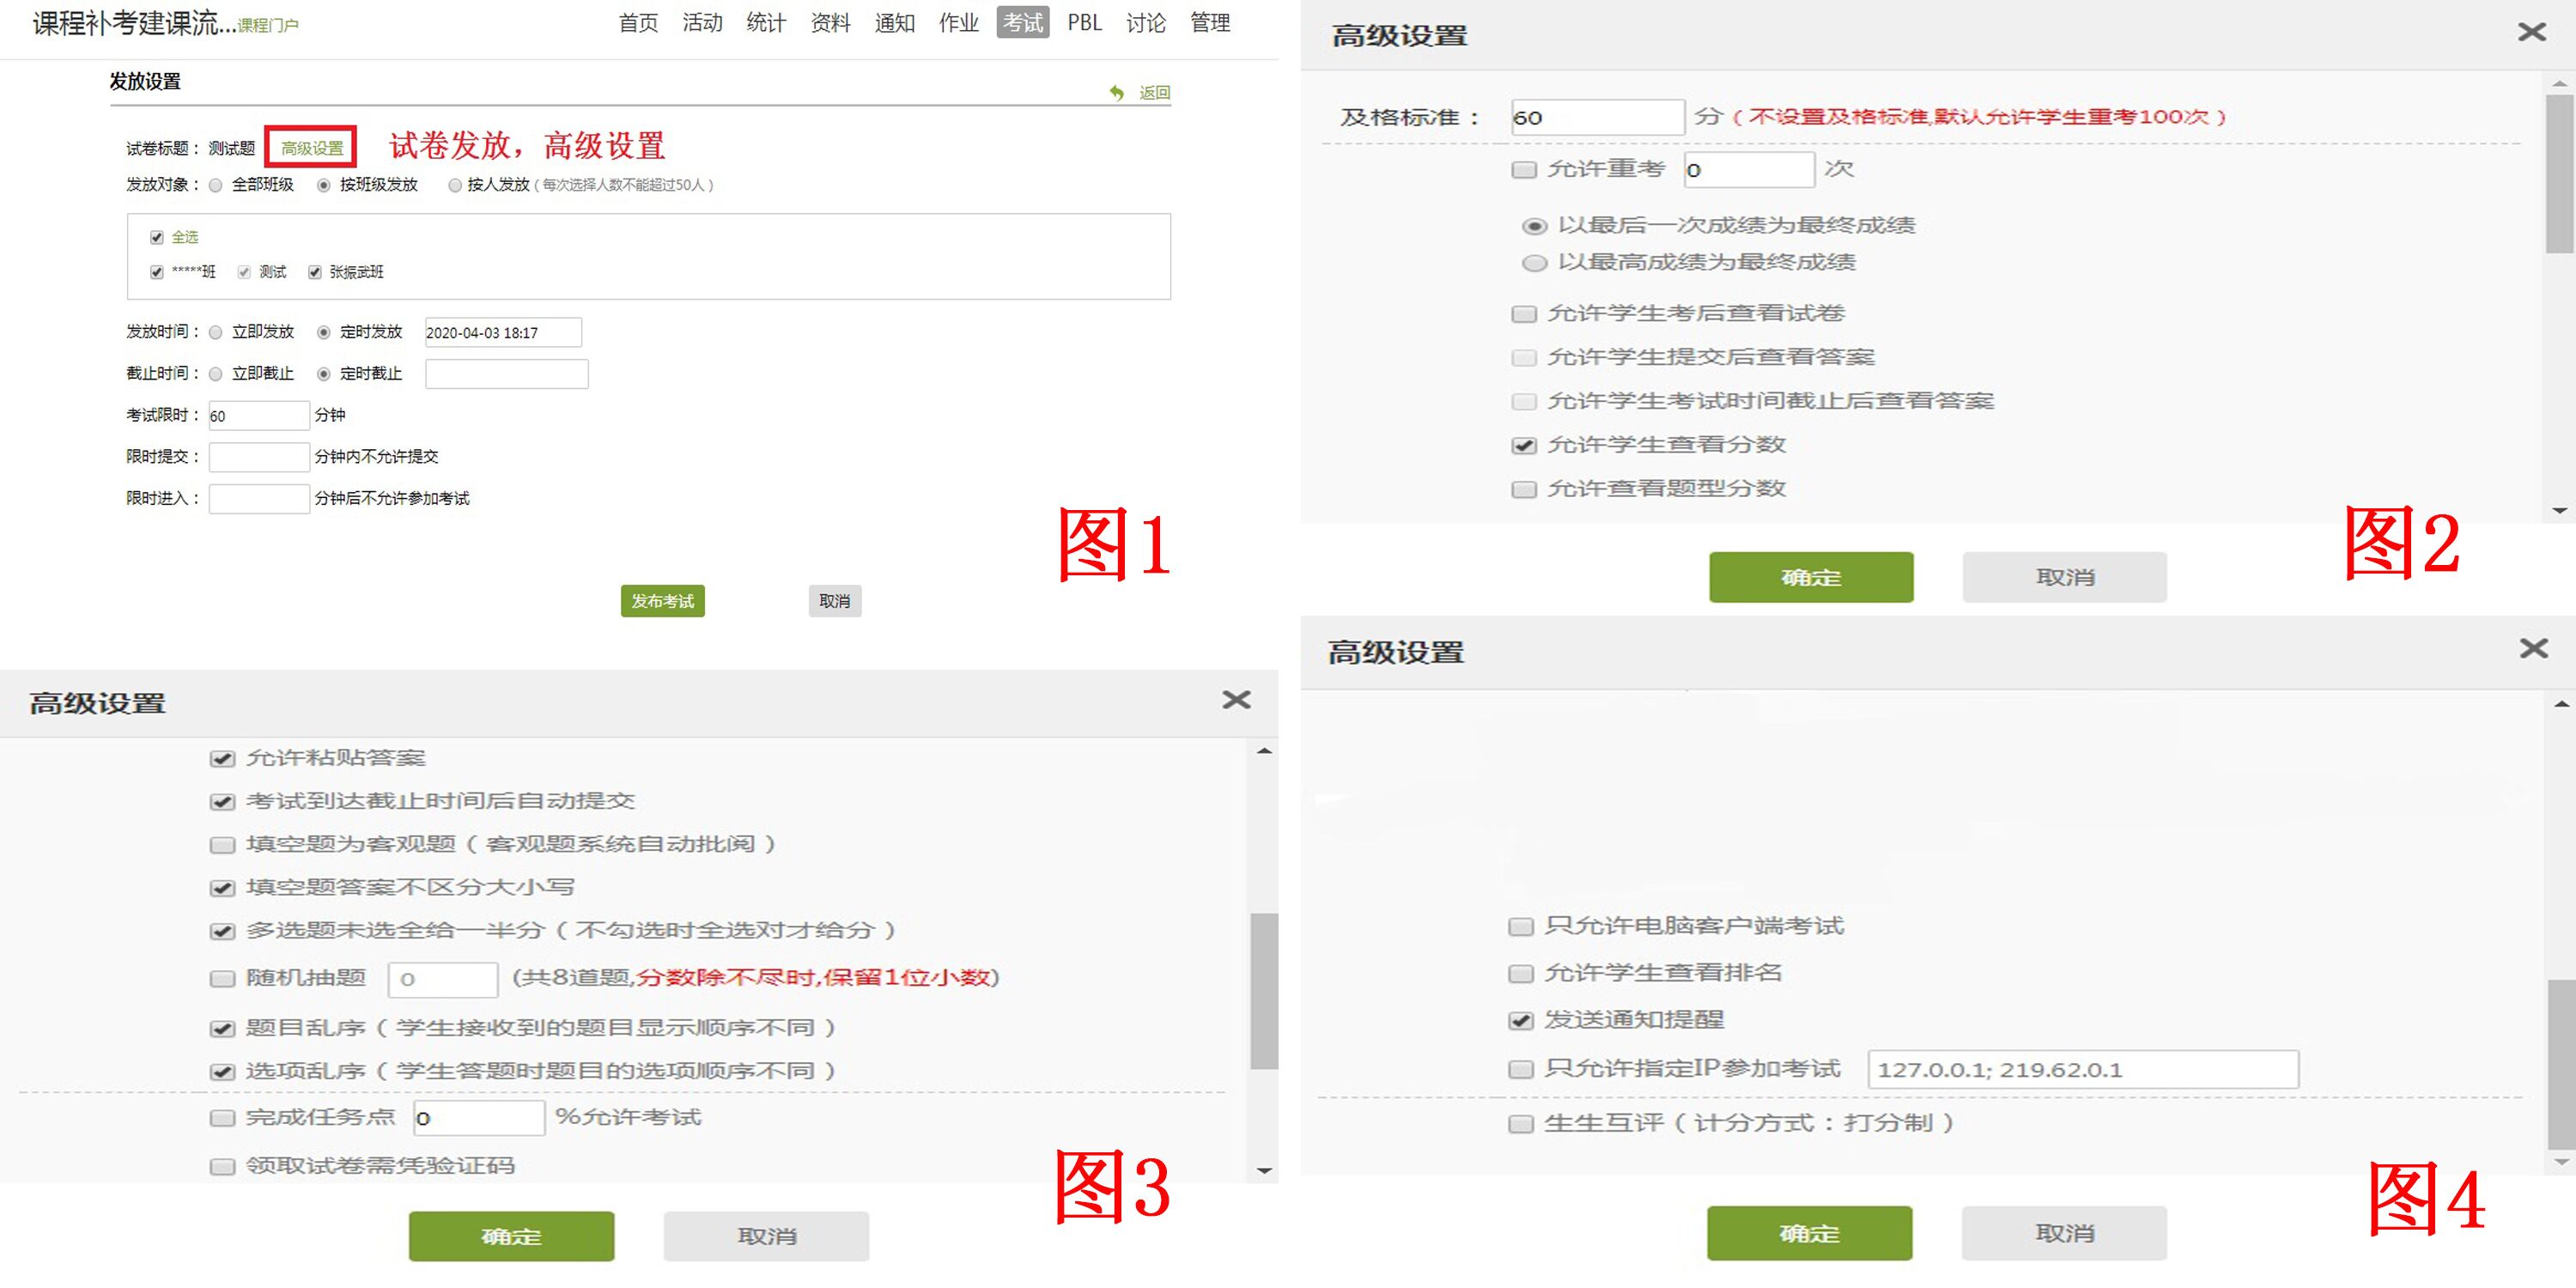 课程补考建课流...课程门户
首页 活动 统计 资料 通知 作业 考试 PBL 讨论 管理
发放设置
返回
试卷标题： 测试题 高级设置 试卷发放，高级设置
发放对象： 全部班级 按班级发放 按人发放（每次选择人数不能超过50人）
全选
*****班 测试 张振武班
发放时间： 立即发放 定时发放 2020-04-03 18:17
截止时间： 立即截止 定时截止
考试限时： 60 分钟
限时提交： 分钟内不允许提交
限时进入： 分钟后不允许参加考试
图1
发布考试 取消
高级设置
及格标准： 60 分（不设置及格标准,默认允许学生重考100次）
允许重考 0 次
以最后一次成绩为最终成绩
以最高成绩为最终成绩
允许学生考后查看试卷
允许学生提交后查看答案
允许学生考试时间截止后查看答案
允许学生查看分数
允许查看题型分数
图2
确定 取消
高级设置
允许粘贴答案
考试到达截止时间后自动提交
填空题为客观题（客观题系统自动批阅）
填空题答案不区分大小写
多选题未选全给一半分（不勾选时全选对才给分）
随机抽题 0 (共8道题,分数除不尽时,保留1位小数)
题目乱序（学生接收到的题目显示顺序不同）
选项乱序（学生答题时题目的选项顺序不同）
完成任务点 0 %允许考试
领取试卷需凭验证码
图3
确定 取消
高级设置
只允许电脑客户端考试
允许学生查看排名
发送通知提醒
只允许指定IP参加考试 127.0.0.1; 219.62.0.1
生生互评（计分方式：打分制）
图4
确定 取消